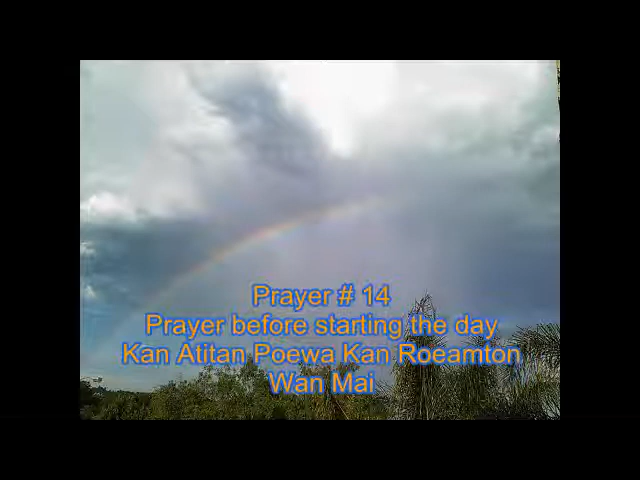 Prayer # 14
Prayer before starting the day
Kan Atitan Poewa Kan Roeamton
Wan Mai